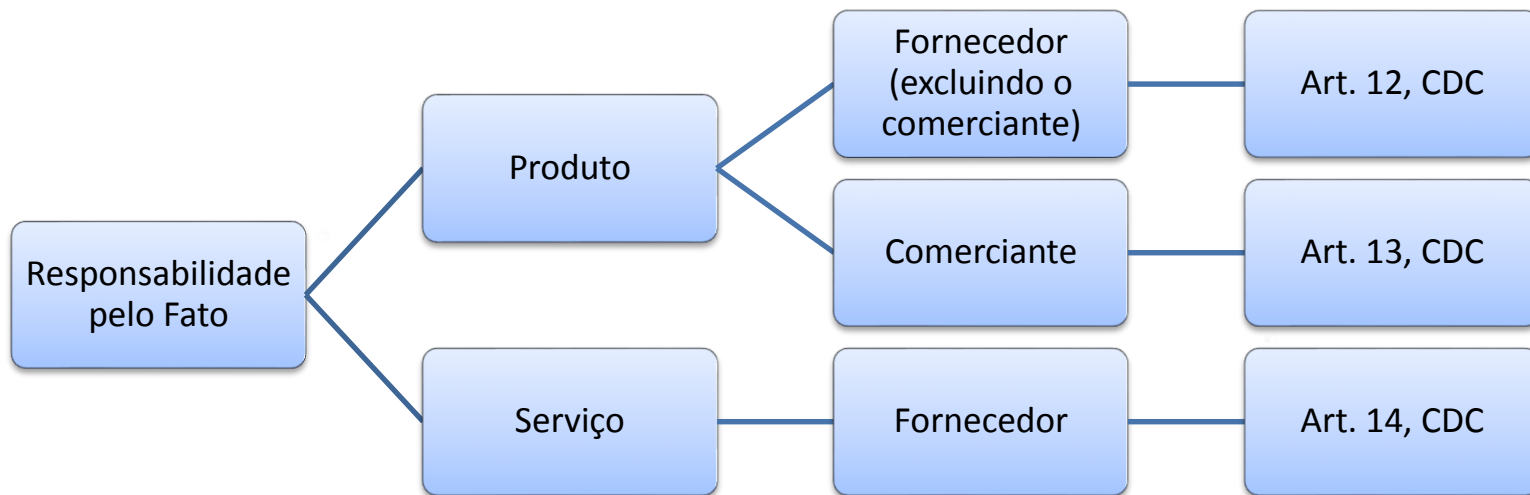 Responsabilidade
pelo Fato
Produto
Fornecedor
(excluindo o
comerciante)
Art. 12, CDC
Comerciante
Art. 13, CDC
Serviço
Fornecedor
Art. 14, CDC